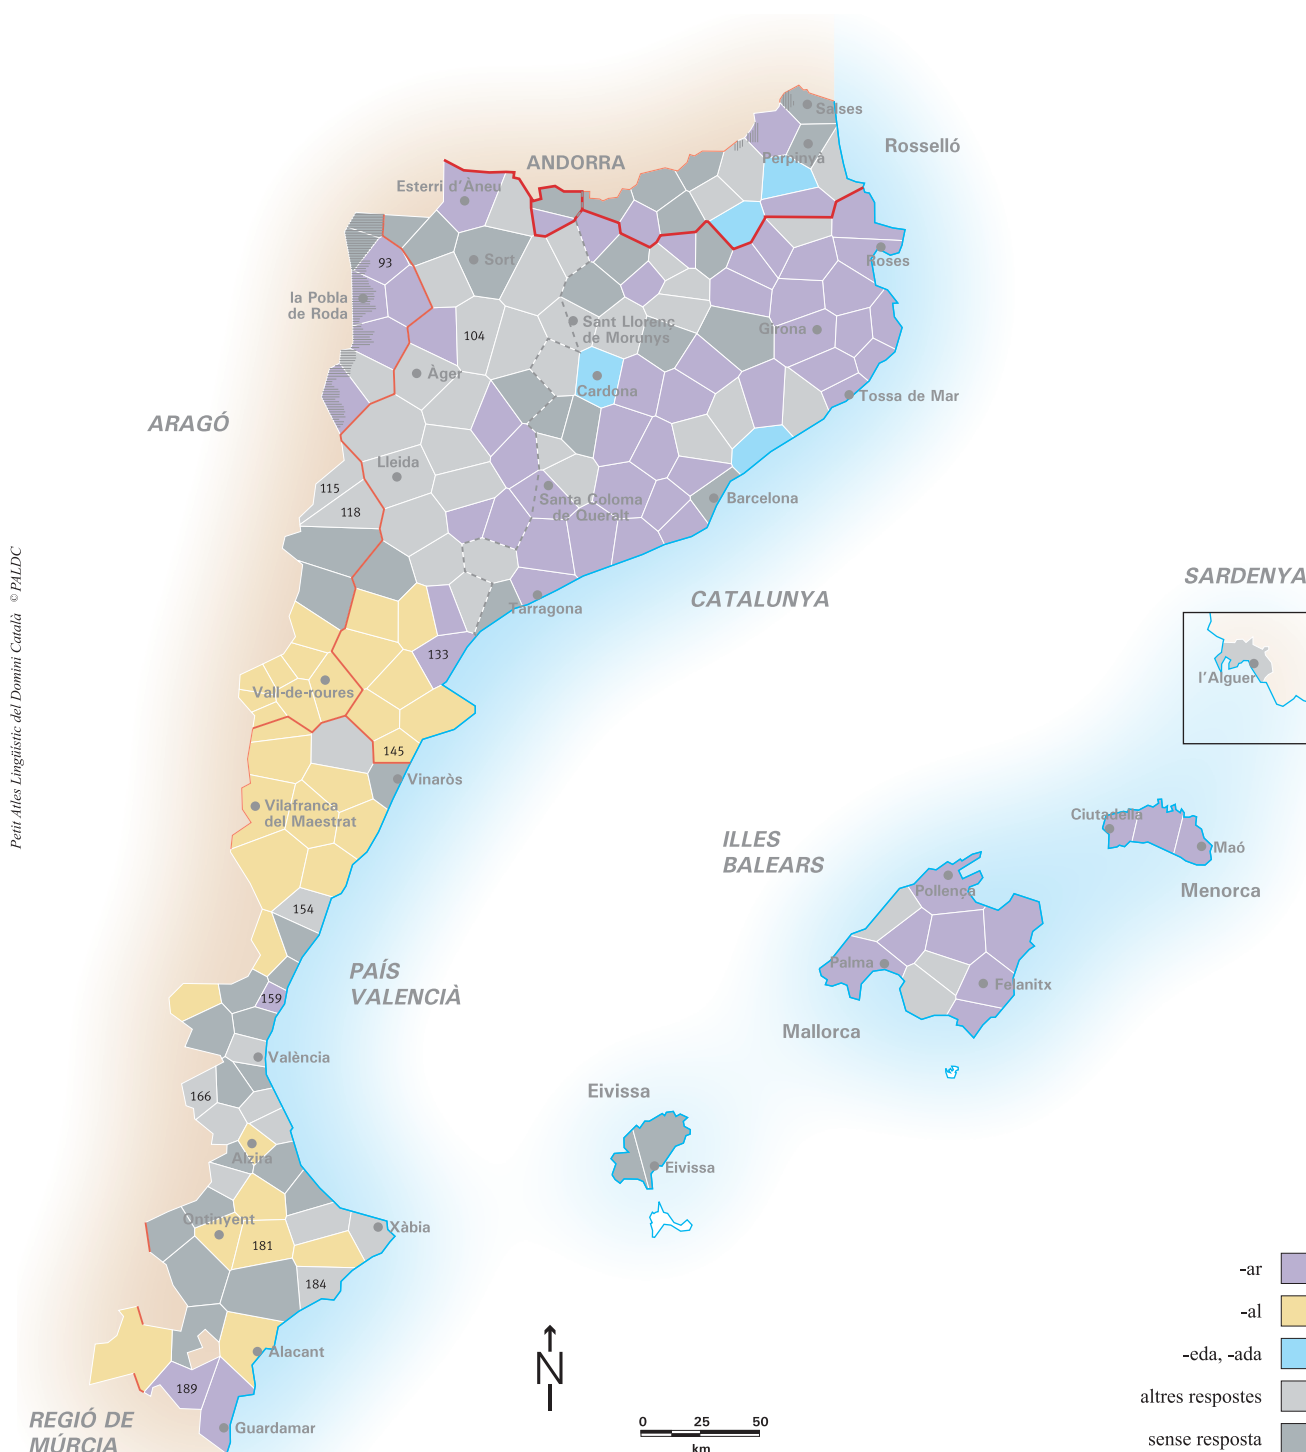 Salses
Rosselló
Perpinyà
ANDORRA
Esterri d'Àneu
Roses
Sort
93
la Pobla
de Roda
Sant Llorenç
de Morunys
Girona
104
Àger
Cardona
Tossa de Mar
ARAGÓ
Lleida
115
118
Santa Coloma
de Queralt
Barcelona
Petit Atles Lingüístic del Domini Català © PALDC
SARDENYA
CATALUNYA
Tarragona
133
l'Alguer
Vall-de-roures
145
Vinaròs
Vilafranca
del Maestrat
Ciutadella
Maó
ILLES
BALEARS
Pollença
Menorca
154
Palma
Felanitx
PAÍS
VALENCIÀ
159
Mallorca
València
166
Eivissa
Alzira
Eivissa
Ontinyent
Xàbia
181
184
-ar
-al
Alacant
-eda, -ada
N
189
altres respostes
REGIÓ DE
MÚRCIA
Guardamar
0 25 50
km
sense resposta